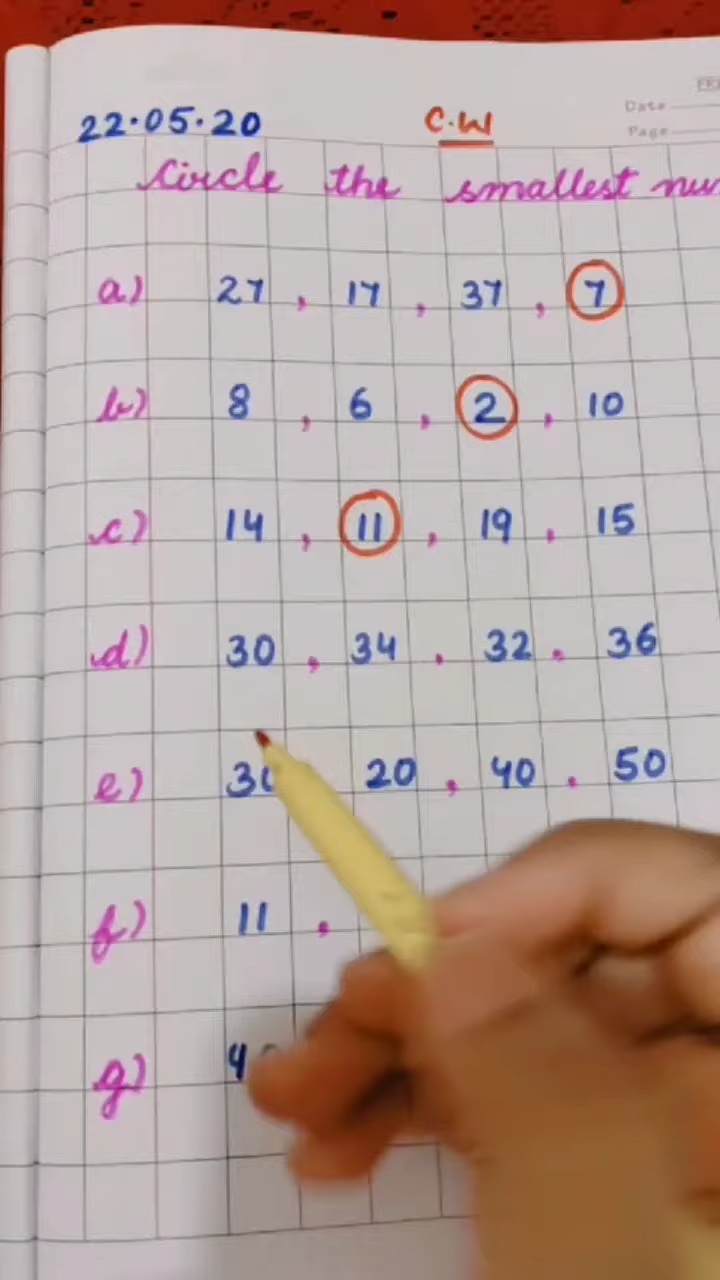 22.05.20 C.W
Date
Page
Circle the smallest
a) 27 , 17 , 37 , 7
b) 8 , 6 , 2 , 10
c) 14 , 11 , 19 , 15
d) 30 , 34 . 32 . 36
e) 20 , 40 . 50
f) 11 .
g)